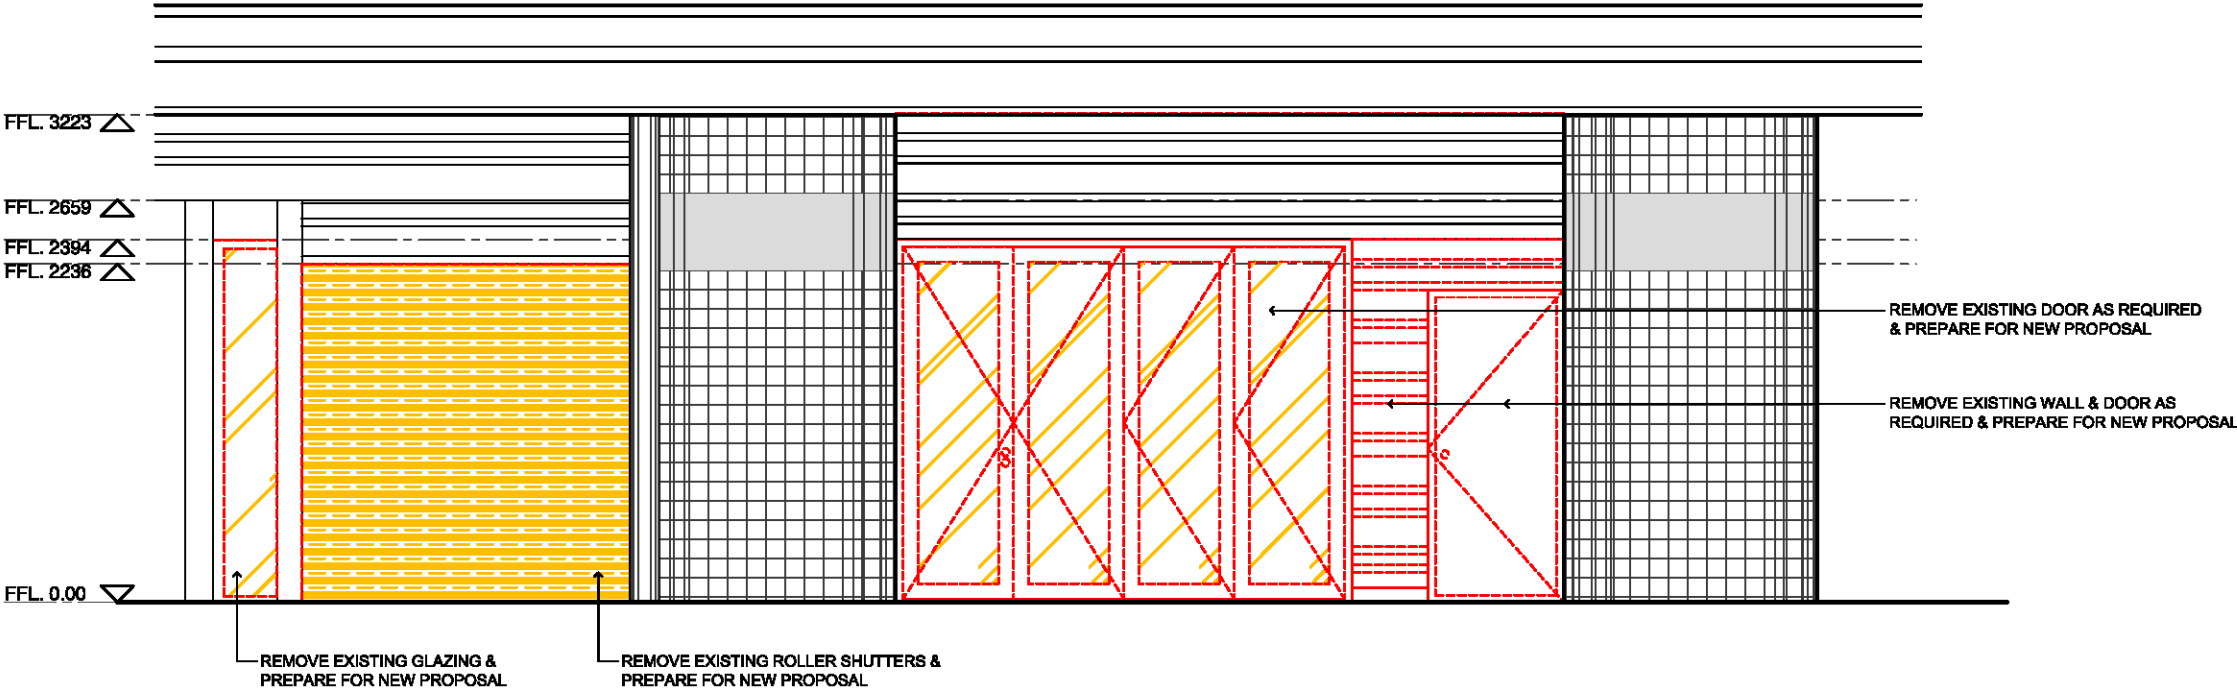 FFL. 3223
FFL. 2659
FFL. 2394
FFL. 2236
FFL. 0.00
REMOVE EXISTING DOOR AS REQUIRED
& PREPARE FOR NEW PROPOSAL
REMOVE EXISTING WALL & DOOR AS
REQUIRED & PREPARE FOR NEW PROPOSAL
REMOVE EXISTING GLAZING &
PREPARE FOR NEW PROPOSAL
REMOVE EXISTING ROLLER SHUTTERS &
PREPARE FOR NEW PROPOSAL